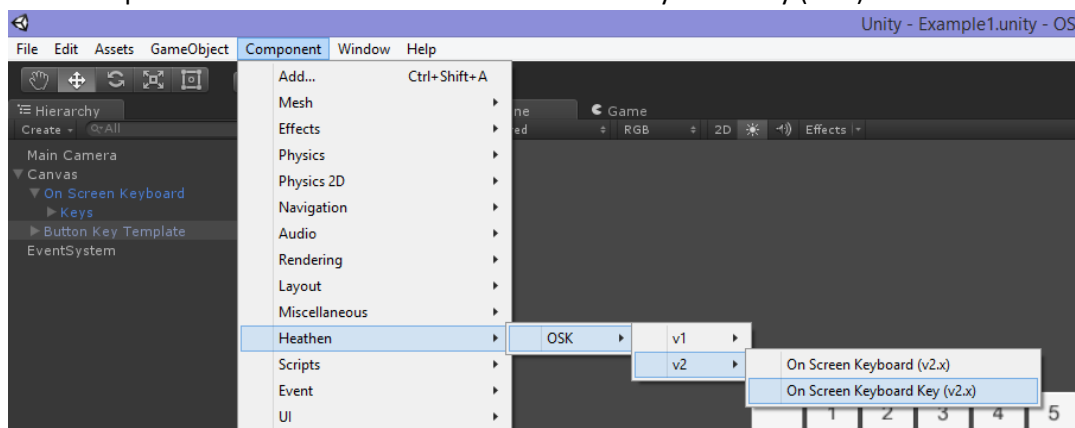 Unity - Example1.unity - OS
File Edit Assets GameObject Component Window Help
Add... Ctrl+Shift+A
Mesh
Hierarchy
ne
Game
Create
All
Effects
red
RGB
2D
Effects
Main Camera
Physics
Canvas
Physics 2D
On Screen Keyboard
Navigation
Keys
Button Key Template
Audio
EventSystem
Rendering
Layout
Miscellaneous
Heathen
OSK
v1
Scripts
v2
On Screen Keyboard (v2.x)
Event
On Screen Keyboard Key (v2.x)
UI
1 2 3 4 5